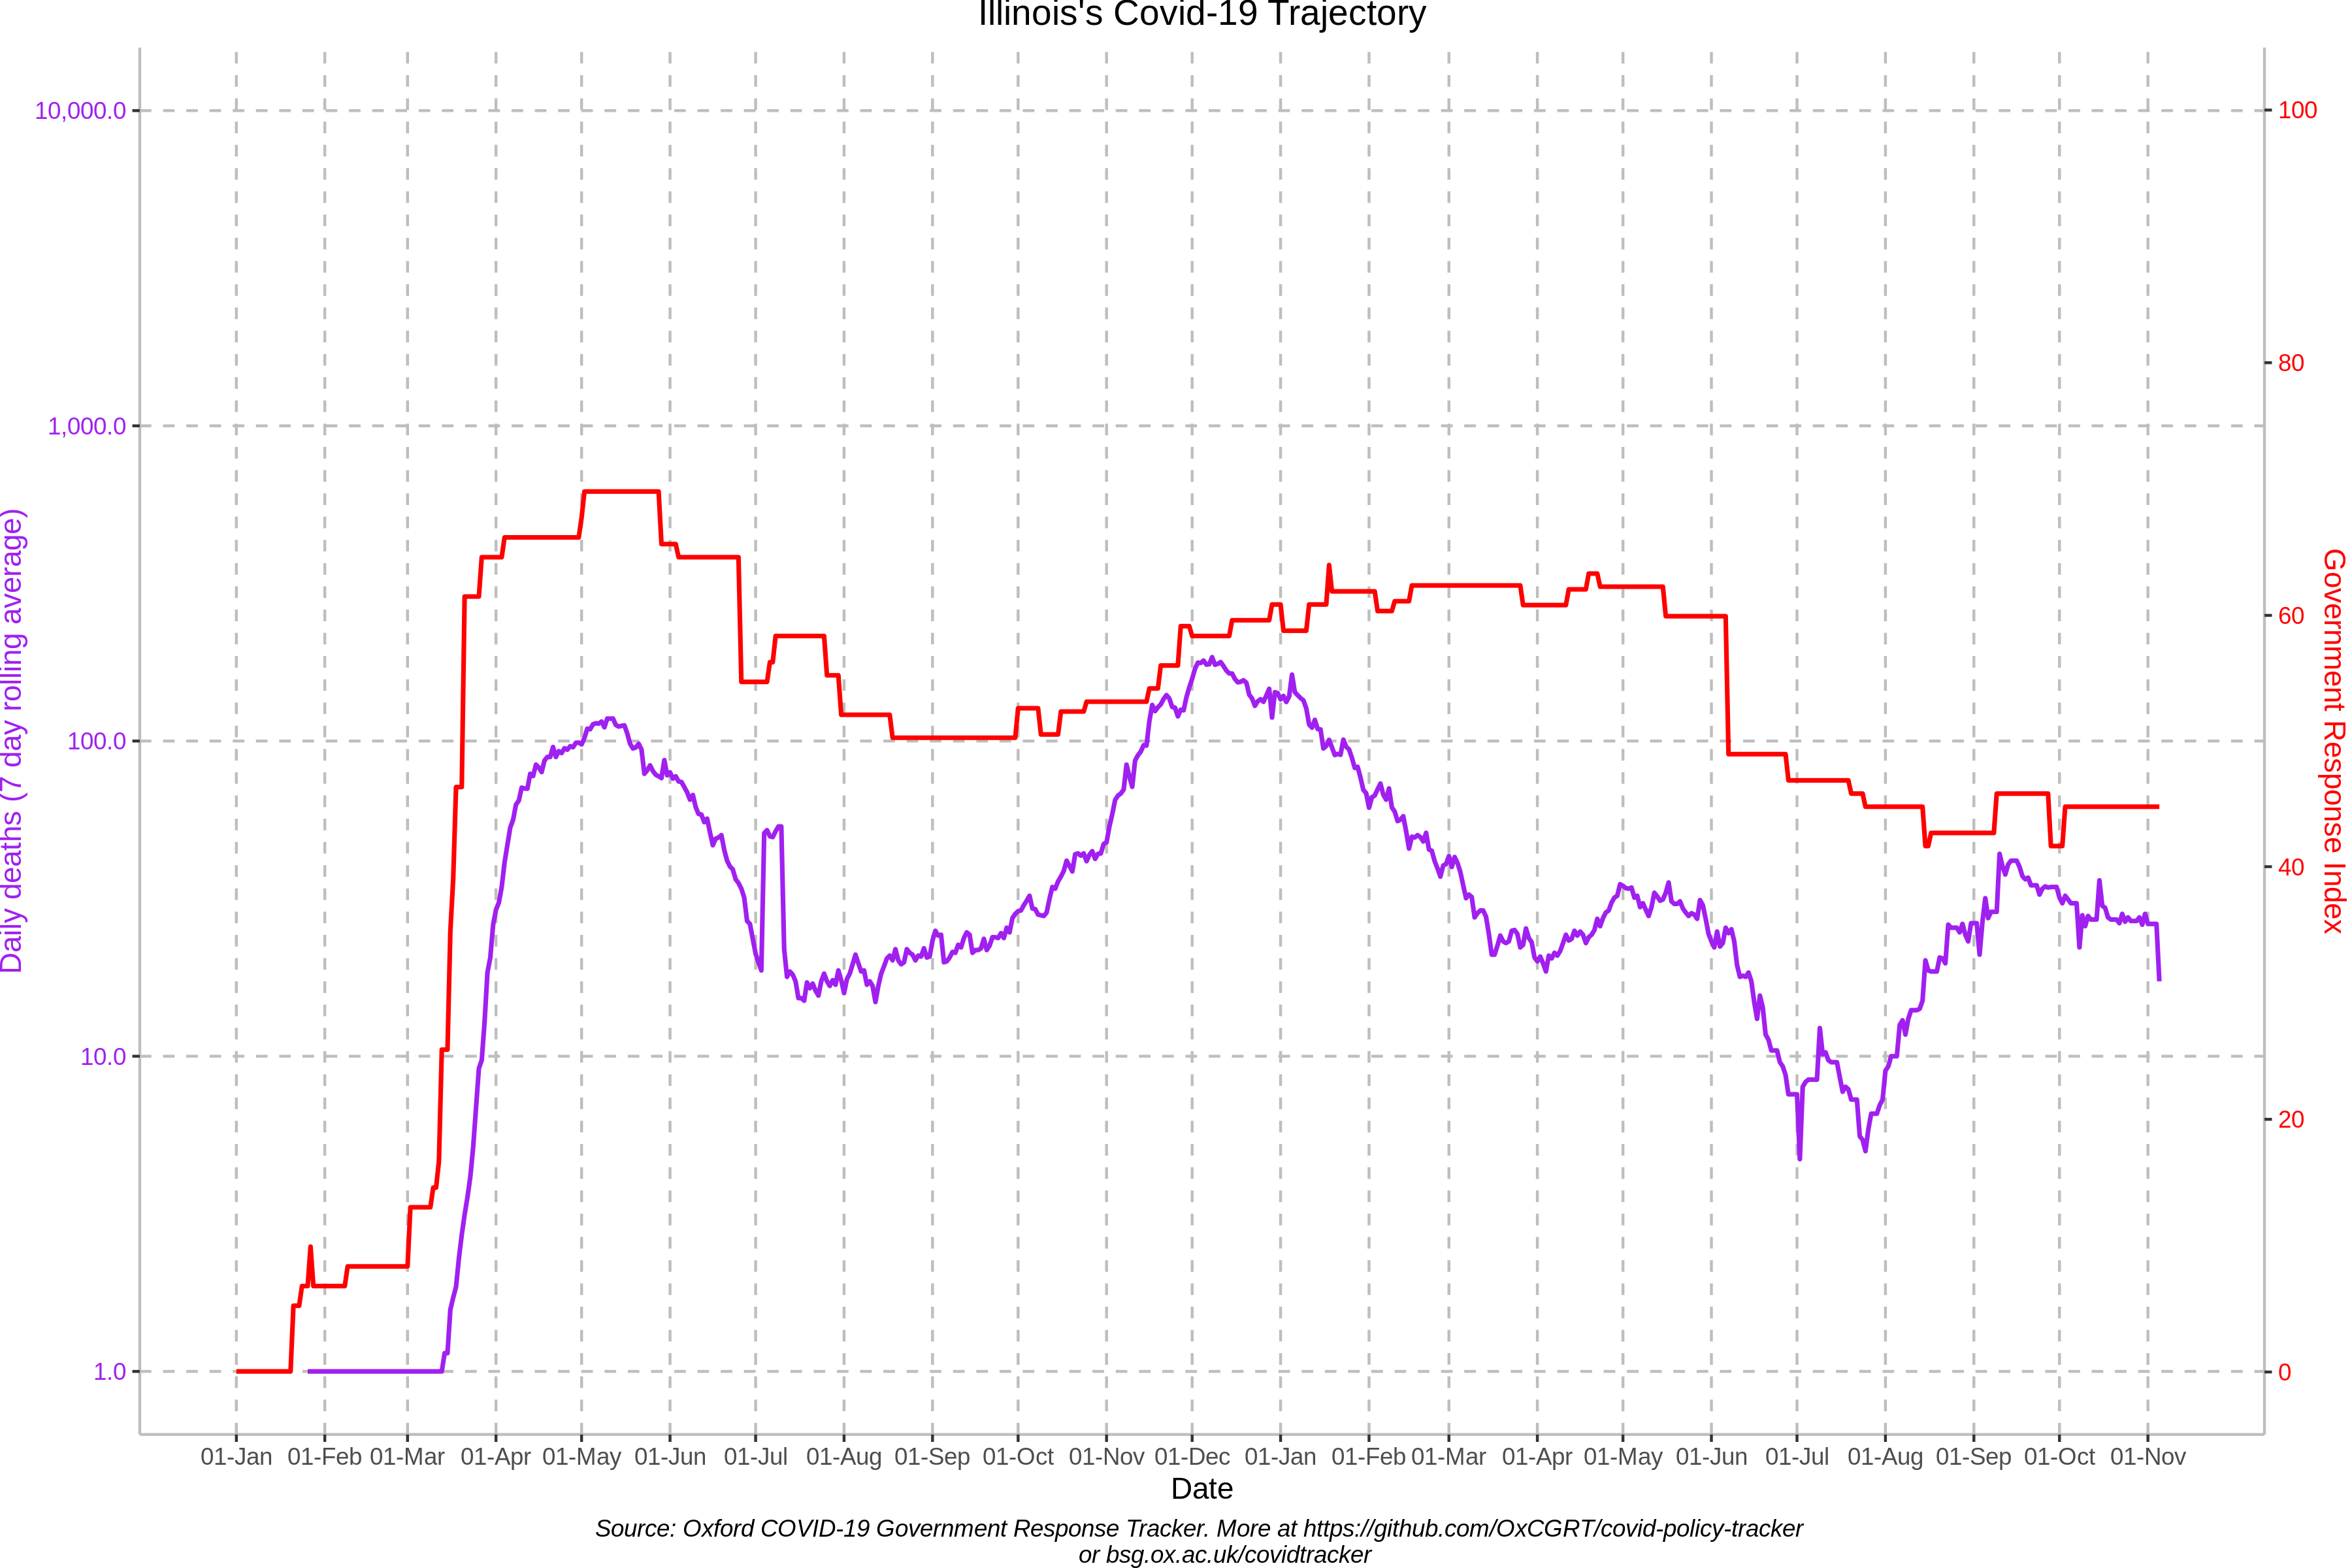 Illinois's Covid-19 Trajectory
10,000.0
1,000.0
100.0
10.0
1.0
Daily deaths (7 day rolling average)
100
80
60
40
20
0
Government Response Index
01-Jan 01-Feb 01-Mar 01-Apr 01-May 01-Jun 01-Jul 01-Aug 01-Sep 01-Oct 01-Nov 01-Dec 01-Jan 01-Feb 01-Mar 01-Apr 01-May 01-Jun 01-Jul 01-Aug 01-Sep 01-Oct 01-Nov
Date
Source: Oxford COVID-19 Government Response Tracker. More at https://github.com/OxCGRT/covid-policy-tracker
or bsg.ox.ac.uk/covidtracker